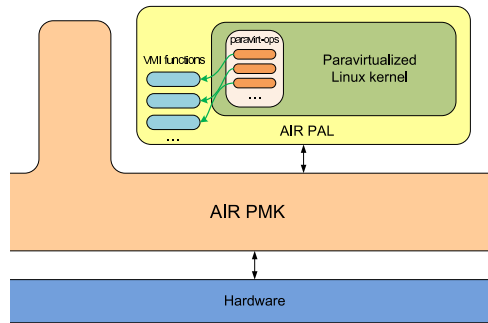 paravirt-ops
VMI functions
Paravirtualized
Linux kernel
...
...
AIR PAL
AIR PMK
Hardware